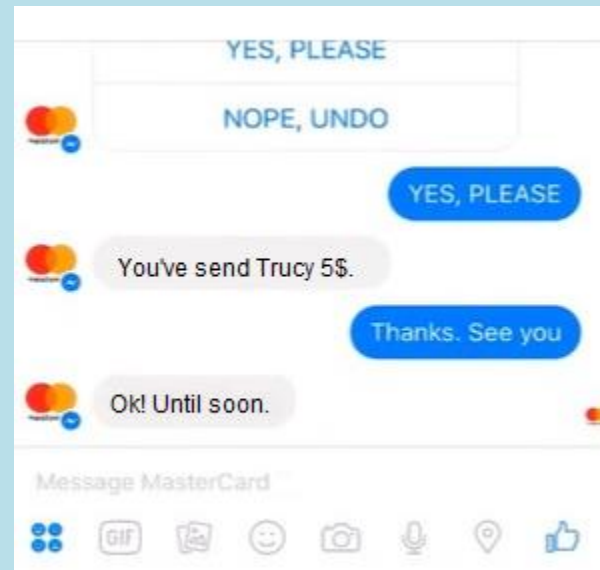 YES, PLEASE
NOPE, UNDO
YES, PLEASE
You've send Trucy 5$.
Thanks. See you
Ok! Until soon.
Message MasterCard
GIF